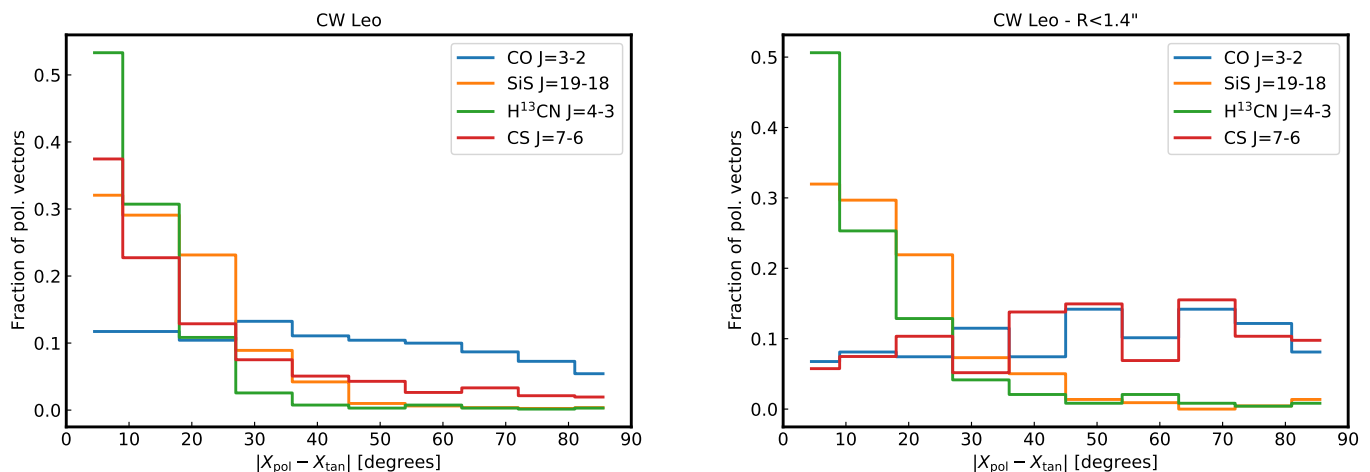 CW Leo
Fraction of pol. vectors
0.5
0.4
0.3
0.2
0.1
0.0
CO J=3-2
SiS J=19-18
H¹³CN J=4-3
CS J=7-6
0 10 20 30 40 50 60 70 80 90
|X_pol − X_tan| [degrees]
CW Leo - R<1.4"
Fraction of pol. vectors
0.5
0.4
0.3
0.2
0.1
0.0
CO J=3-2
SiS J=19-18
H¹³CN J=4-3
CS J=7-6
0 10 20 30 40 50 60 70 80 90
|X_pol − X_tan| [degrees]